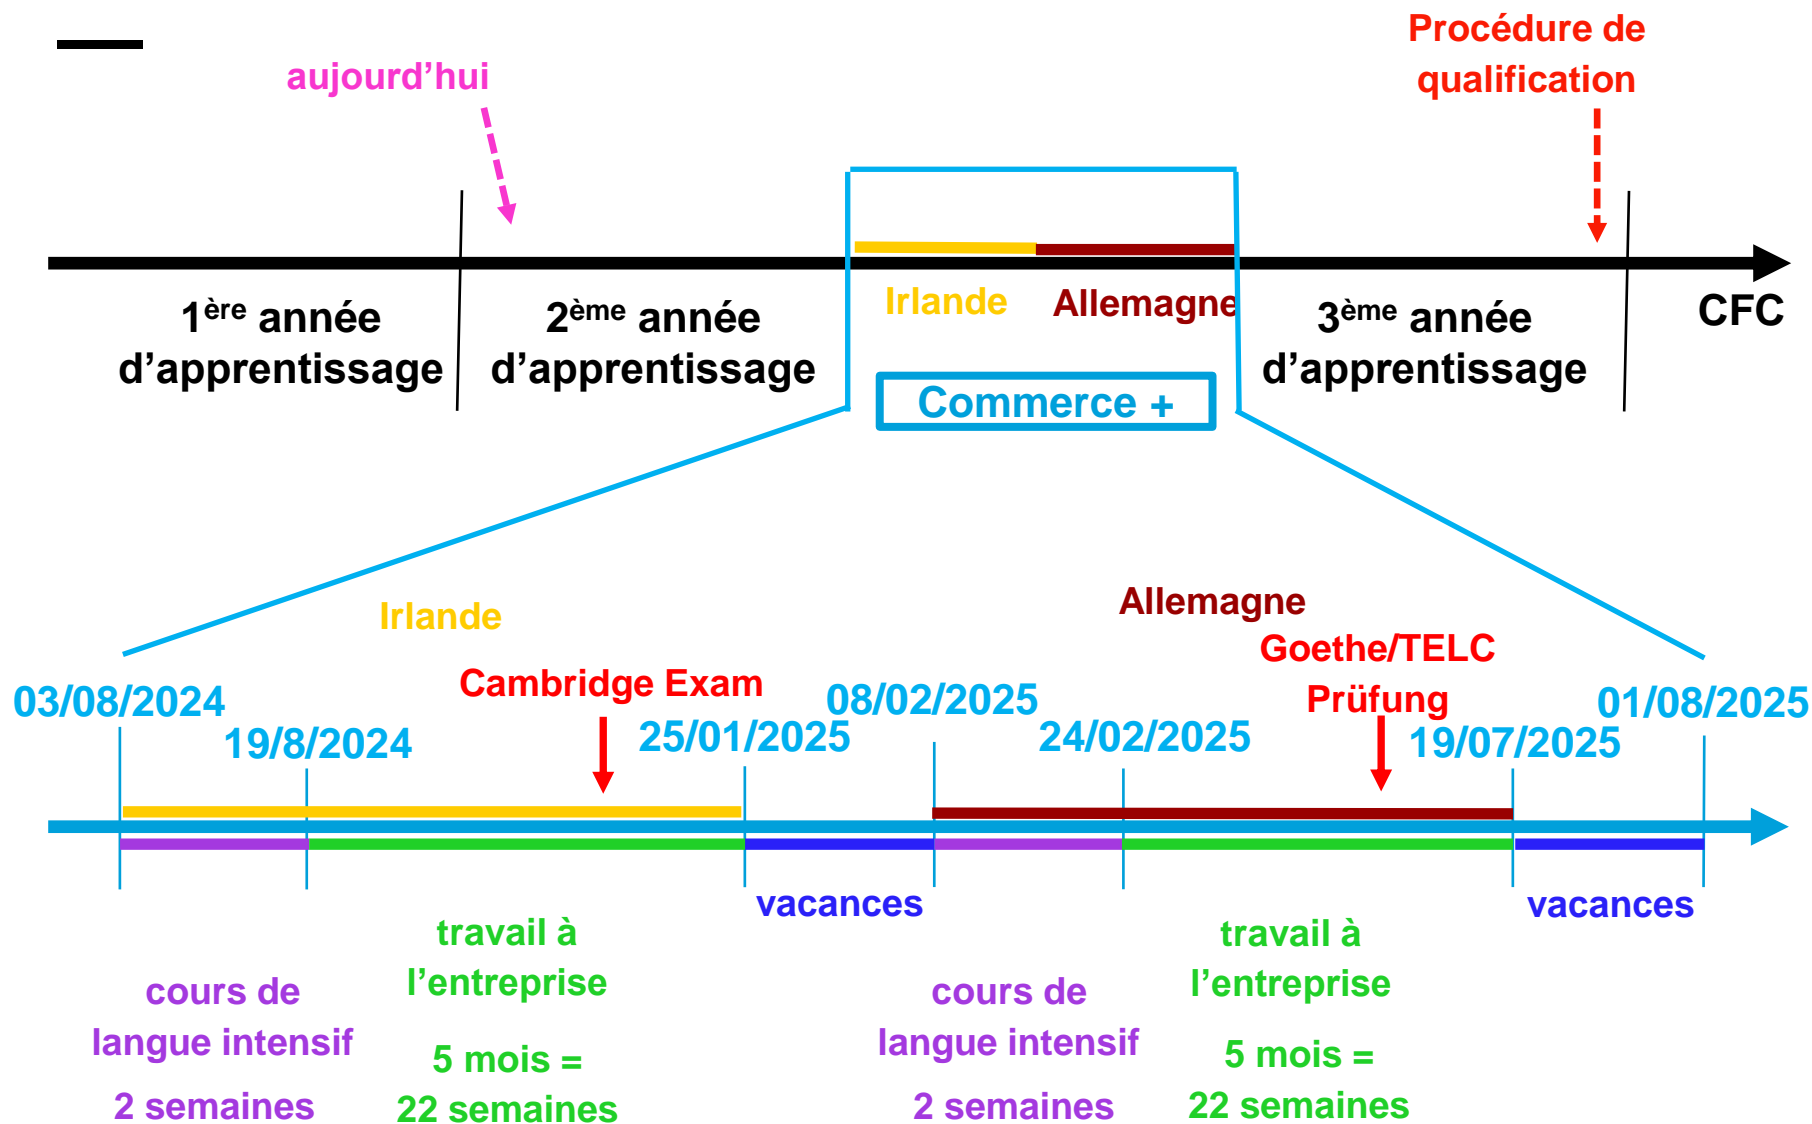 Procédure de
qualification
aujourd’hui
Irlande
Allemagne
1ère année
d’apprentissage
2ème année
d’apprentissage
3ème année
d’apprentissage
CFC
Commerce +
Irlande
Allemagne
Cambridge Exam
Goethe/TELC
Prüfung
03/08/2024
19/8/2024
25/01/2025
08/02/2025
24/02/2025
19/07/2025
01/08/2025
vacances
vacances
cours de
langue intensif
2 semaines
travail à
l’entreprise
5 mois =
22 semaines
cours de
langue intensif
2 semaines
travail à
l’entreprise
5 mois =
22 semaines